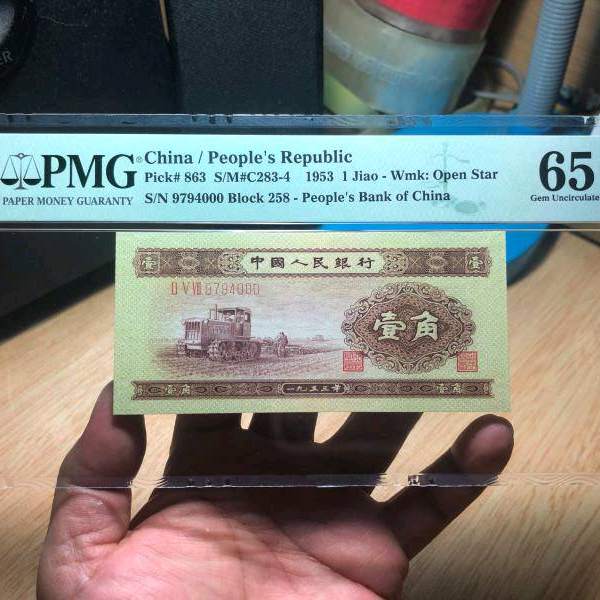 PMG
PAPER MONEY GUARANTY
China / People's Republic
Pick# 863 S/M#C283-4 1953 1 Jiao - Wmk: Open Star
S/N 9794000 Block 258 - People's Bank of China
65
Gem Uncirculate
壹 中國人民銀行 壹
II V VIII 9794000
壹角
壹角 一九五三年 壹角